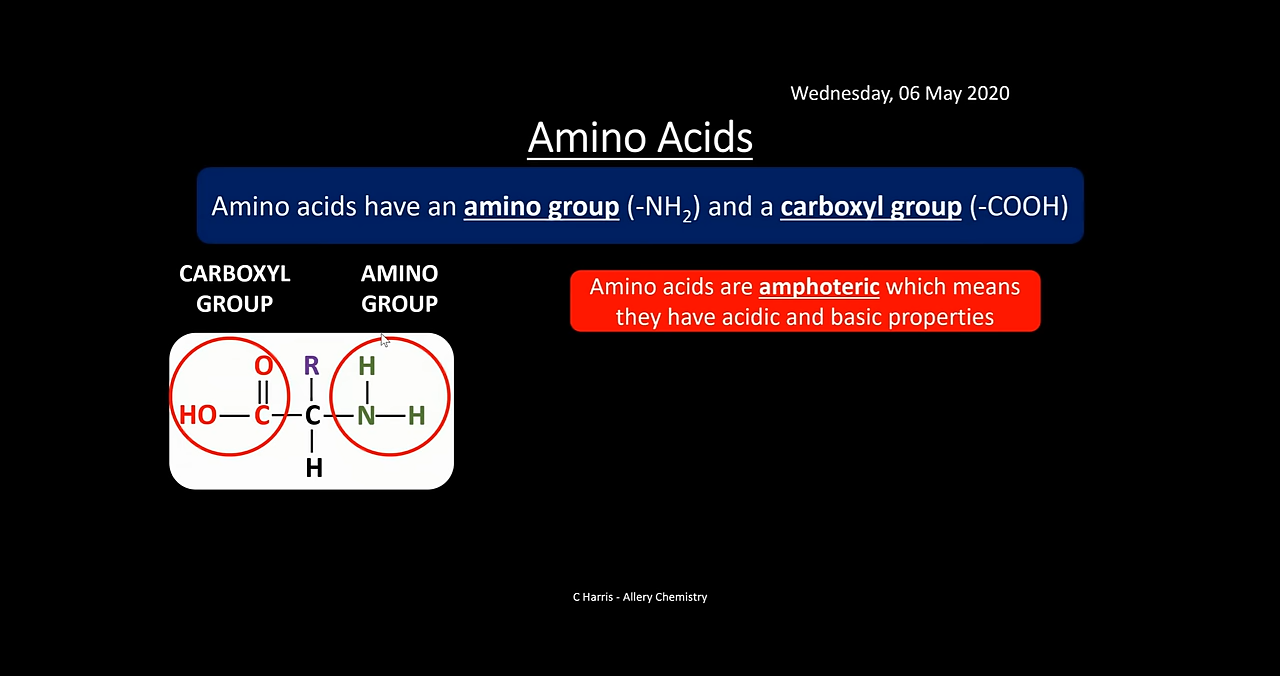 Wednesday, 06 May 2020
Amino Acids
Amino acids have an amino group (-NH₂) and a carboxyl group (-COOH)
CARBOXYL
GROUP
AMINO
GROUP
Amino acids are amphoteric which means
they have acidic and basic properties
O R H
HO C C N H
H
C Harris - Allery Chemistry